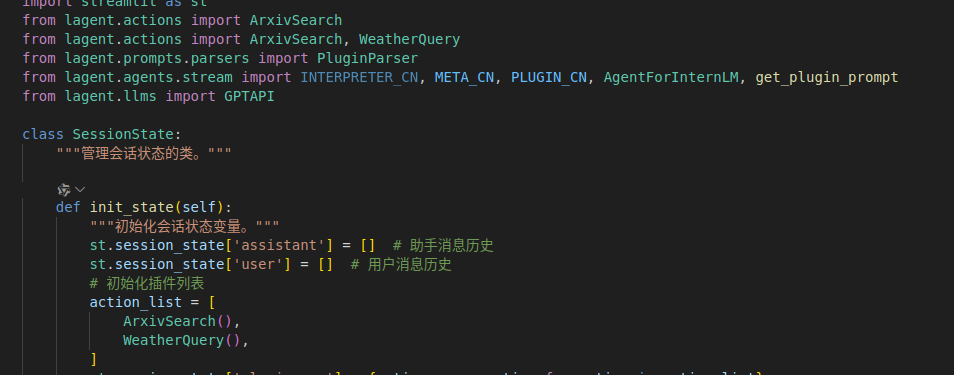 import streamlit as st
from lagent.actions import ArxivSearch
from lagent.actions import ArxivSearch, WeatherQuery
from lagent.prompts.parsers import PluginParser
from lagent.agents.stream import INTERPRETER_CN, META_CN, PLUGIN_CN, AgentForInternLM, get_plugin_prompt
from lagent.llms import GPTAPI
class SessionState:
"""管理会话状态的类。"""
def init_state(self):
"""初始化会话状态变量。"""
st.session_state['assistant'] = []  # 助手消息历史
st.session_state['user'] = []  # 用户消息历史
# 初始化插件列表
action_list = [
ArxivSearch(),
WeatherQuery(),
]